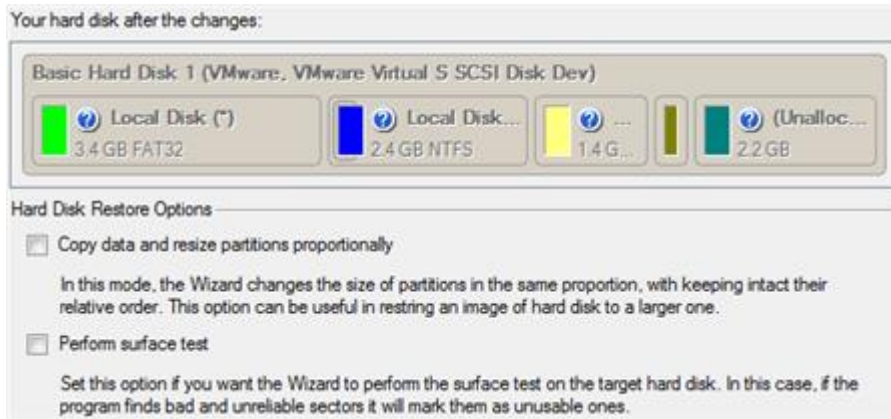 Your hard disk after the changes:
Basic Hard Disk 1 (VMware, VMware Virtual S SCSI Disk Dev)
Local Disk (*) Local Disk... ... (Unalloc...
3.4 GB FAT32 2.4 GB NTFS 1.4 G... 2.2 GB
Hard Disk Restore Options
Copy data and resize partitions proportionally
In this mode, the Wizard changes the size of partitions in the same proportion, with keeping intact their
relative order. This option can be useful in restring an image of hard disk to a larger one.
Perform surface test
Set this option if you want the Wizard to perform the surface test on the target hard disk. In this case, if the
program finds bad and unreliable sectors it will mark them as unusable ones.